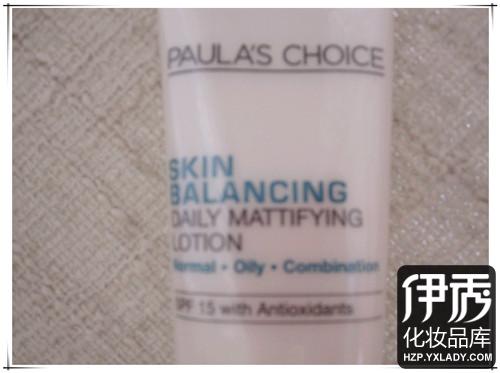 PAULA'S CHOICE
SKIN
BALANCING
DAILY MATTIFYING
LOTION
Normal • Oily • Combination
SPF 15 with Antioxidants
伊秀
化妆品库
HZP.YXLADY.COM